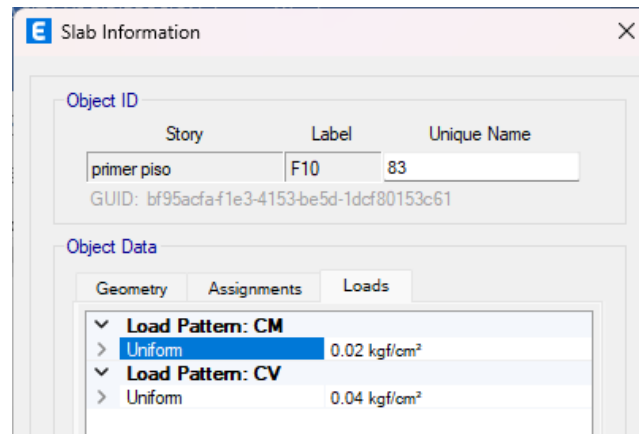 E Slab Information
Object ID
Story Label Unique Name
primer piso F10 83
GUID: bf95acfa-f1e3-4153-be5d-1dcf80153c61
Object Data
Geometry Assignments Loads
Load Pattern: CM
Uniform 0.02 kgf/cm²
Load Pattern: CV
Uniform 0.04 kgf/cm²